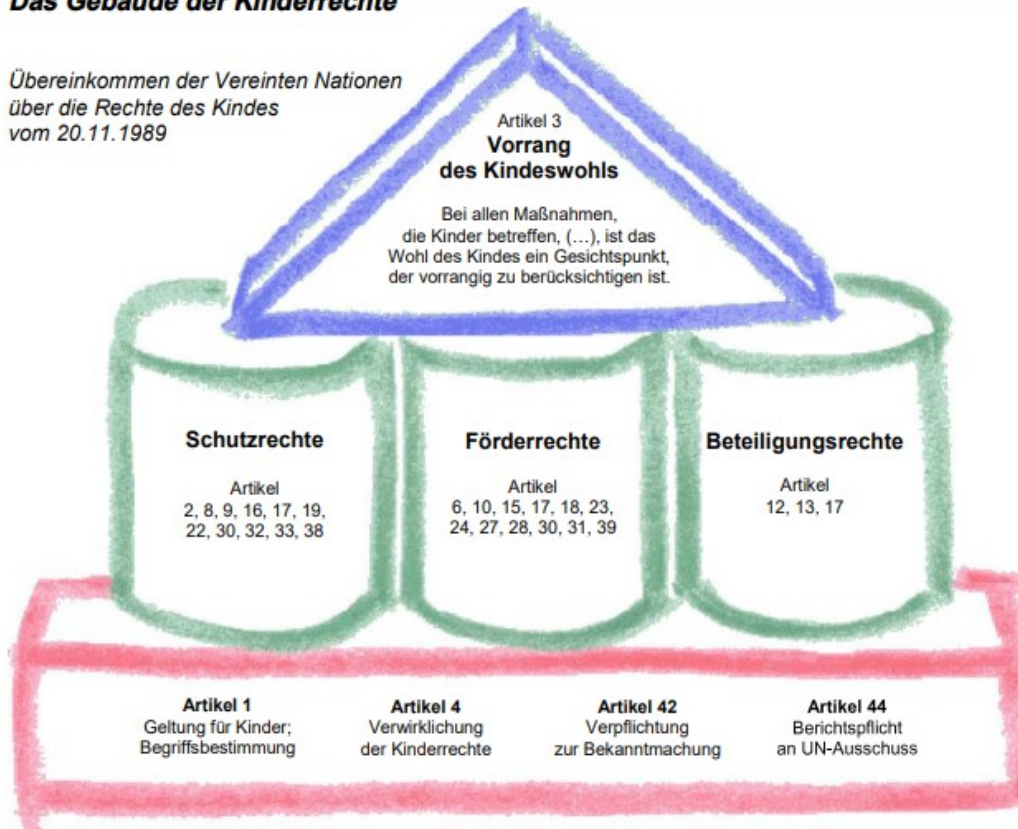 Das Gebäude der Kinderrechte
Übereinkommen der Vereinten Nationen
über die Rechte des Kindes
vom 20.11.1989
Artikel 3
Vorrang
des Kindeswohls
Bei allen Maßnahmen,
die Kinder betreffen, (…), ist das
Wohl des Kindes ein Gesichtspunkt,
der vorrangig zu berücksichtigen ist.
Schutzrechte
Artikel
2, 8, 9, 16, 17, 19,
22, 30, 32, 33, 38
Förderrechte
Artikel
6, 10, 15, 17, 18, 23,
24, 27, 28, 30, 31, 39
Beteiligungsrechte
Artikel
12, 13, 17
Artikel 1
Geltung für Kinder;
Begriffsbestimmung
Artikel 4
Verwirklichung
der Kinderrechte
Artikel 42
Verpflichtung
zur Bekanntmachung
Artikel 44
Berichtspflicht
an UN-Ausschuss